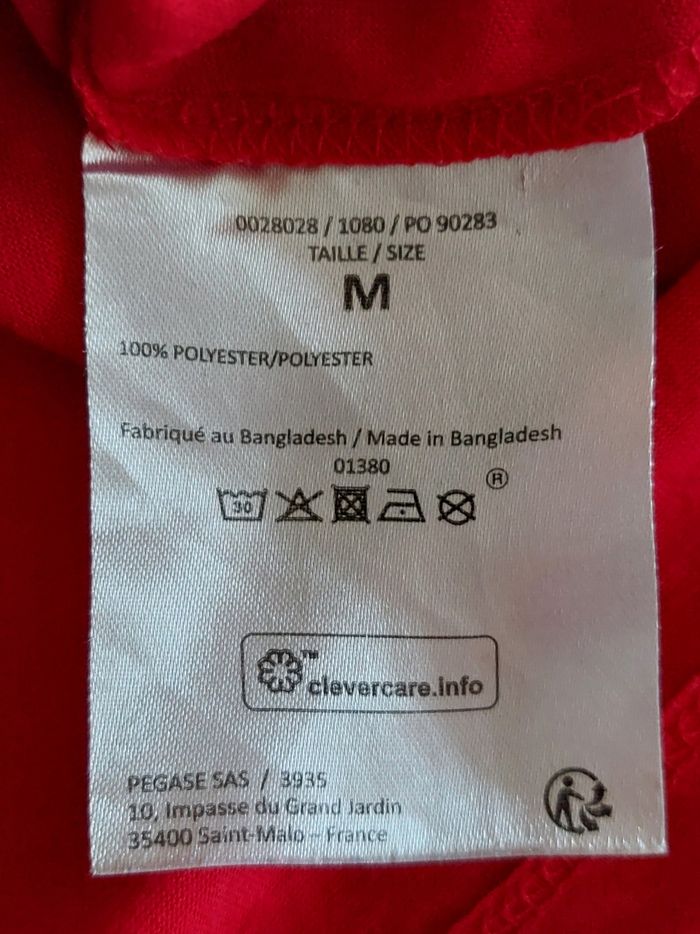 0028028 / 1080 / PO 90283
TAILLE / SIZE
M
100% POLYESTER/POLYESTER
Fabriqué au Bangladesh / Made in Bangladesh
01380
®
30
™
clevercare.info
PEGASE SAS / 3935
10, Impasse du Grand Jardin
35400 Saint-Malo – France